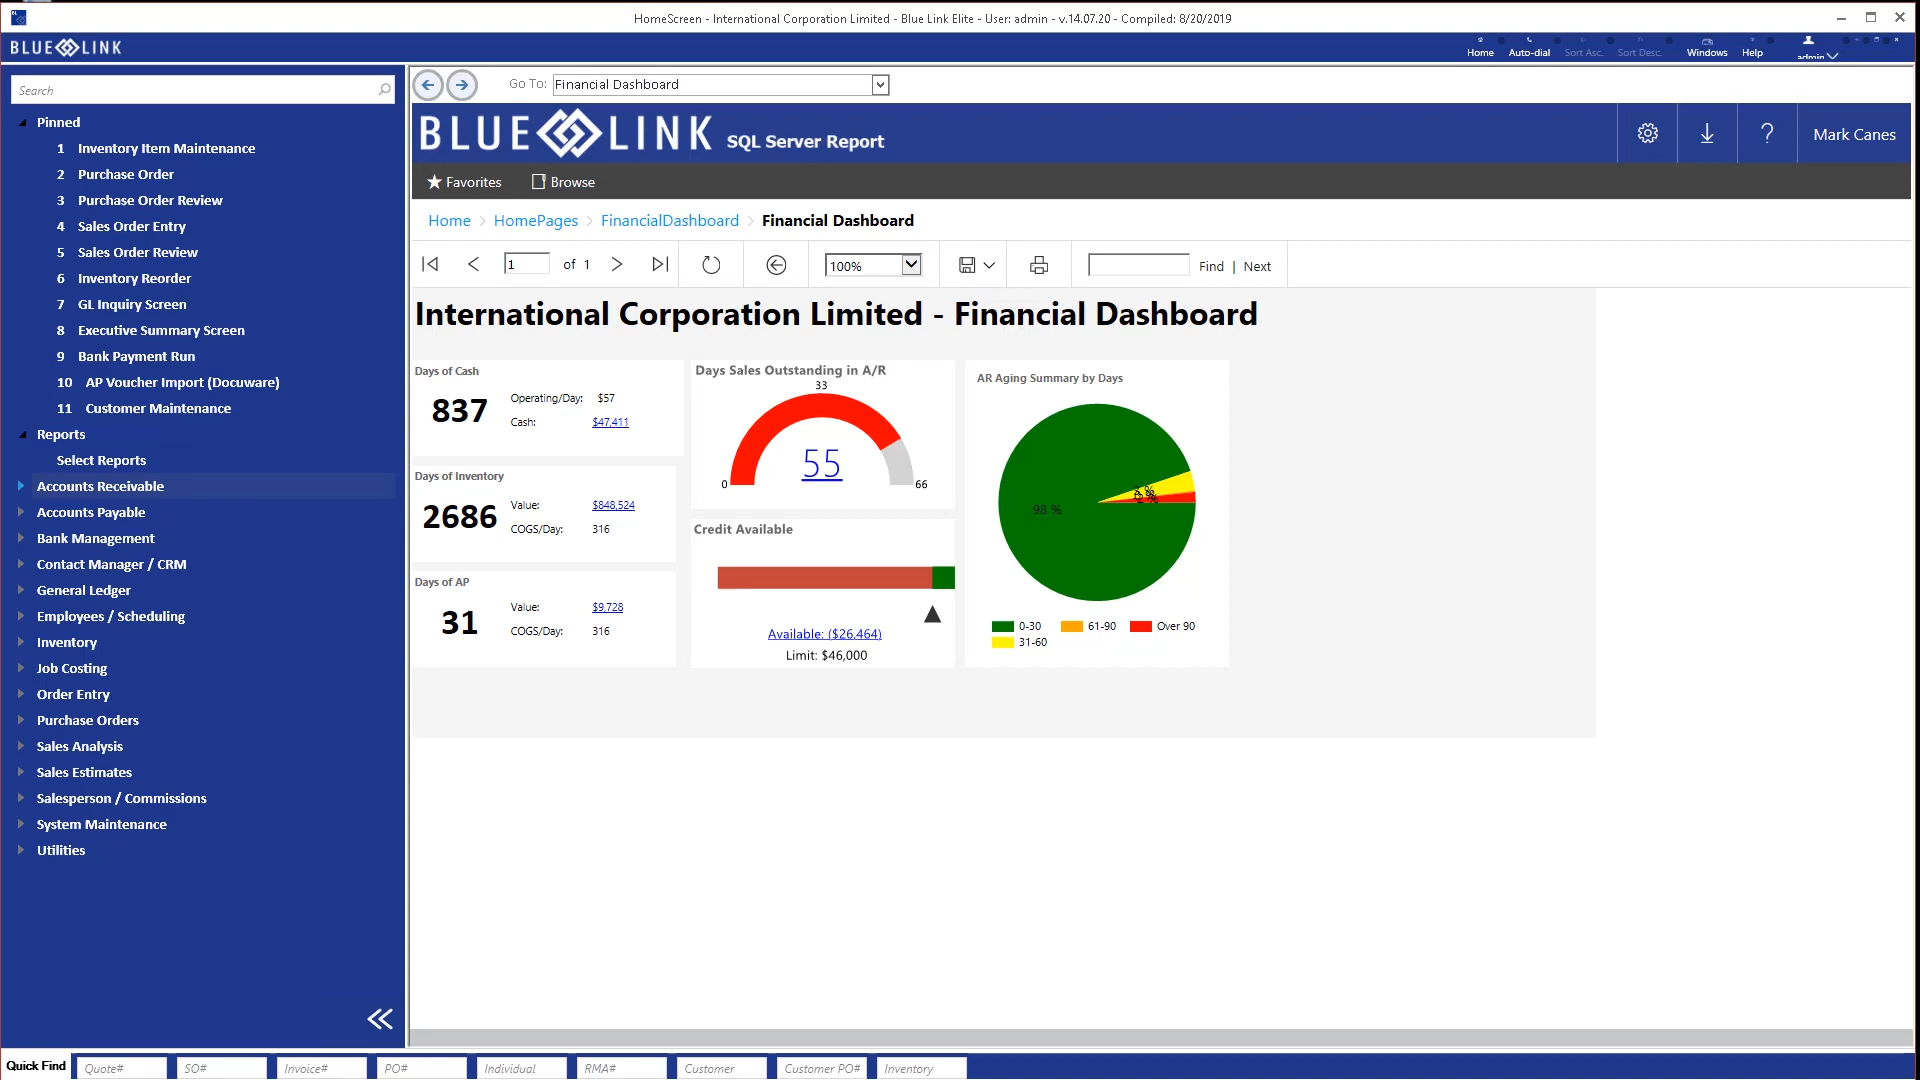 HomeScreen - International Corporation Limited - Blue Link Elite - User: admin - v.14.07.20 - Compiled: 8/20/2019
BLUE LINK
Home Auto-dial Sort Asc. Sort Desc. Windows Help admin
Search
Pinned
1 Inventory Item Maintenance
2 Purchase Order
3 Purchase Order Review
4 Sales Order Entry
5 Sales Order Review
6 Inventory Reorder
7 GL Inquiry Screen
8 Executive Summary Screen
9 Bank Payment Run
10 AP Voucher Import (Docuware)
11 Customer Maintenance
Reports
Select Reports
Accounts Receivable
Accounts Payable
Bank Management
Contact Manager / CRM
General Ledger
Employees / Scheduling
Inventory
Job Costing
Order Entry
Purchase Orders
Sales Analysis
Sales Estimates
Salesperson / Commissions
System Maintenance
Utilities
Go To: Financial Dashboard
BLUE LINK SQL Server Report
? Mark Canes
Favorites Browse
Home > HomePages > FinancialDashboard > Financial Dashboard
1 of 1 100% Find | Next
International Corporation Limited - Financial Dashboard
Days of Cash
837
Operating/Day: $57
Cash: $47,411
Days of Inventory
2686
Value: $848,524
COGS/Day: 316
Days of AP
31
Value: $9,728
COGS/Day: 316
Days Sales Outstanding in A/R
33
55
0 66
Credit Available
Available: ($26,464)
Limit: $46,000
AR Aging Summary by Days
98 %
0-30 61-90 Over 90
31-60
Quick Find Quote# SO# Invoice# PO# Individual RMA# Customer Customer PO# Inventory